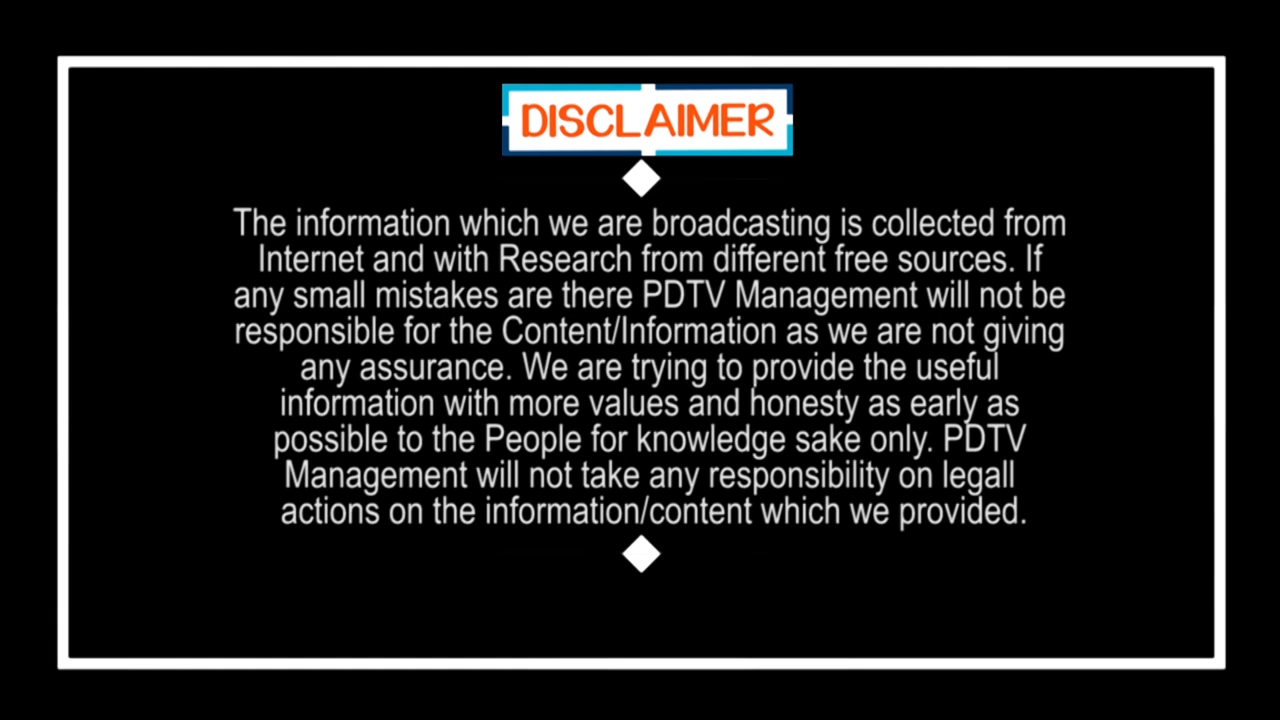 DISCLAIMER
The information which we are broadcasting is collected from
Internet and with Research from different free sources. If
any small mistakes are there PDTV Management will not be
responsible for the Content/Information as we are not giving
any assurance. We are trying to provide the useful
information with more values and honesty as early as
possible to the People for knowledge sake only. PDTV
Management will not take any responsibility on legall
actions on the information/content which we provided.